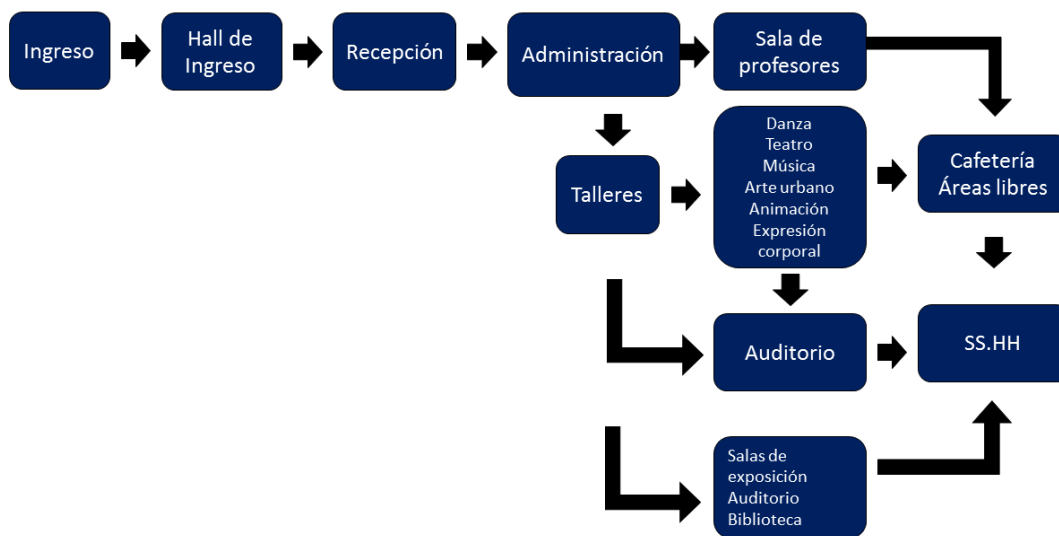 Ingreso
Hall de
Ingreso
Recepción
Administración
Sala de
profesores
Talleres
Danza
Teatro
Música
Arte urbano
Animación
Expresión
corporal
Cafetería
Áreas libres
Auditorio
SS.HH
Salas de
exposición
Auditorio
Biblioteca